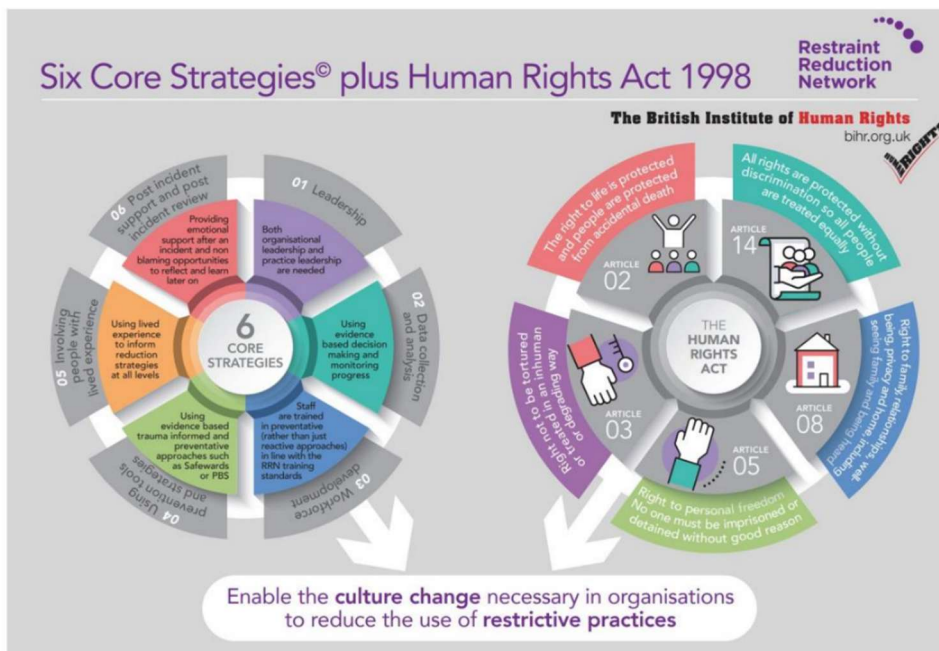 Six Core Strategies© plus Human Rights Act 1998
Restraint
Reduction
Network
The British Institute of Human Rights
bihr.org.uk
RIGHTS
01 Leadership
Both
organisational
leadership and
practice leadership
are needed
02 Data collection
and analysis
Using
evidence
based decision
making and
monitoring
progress
03 Workforce
development
Staff
are trained
in preventative
(rather than just
reactive approaches)
in line with the
RRN training
standards
04 Using
prevention tools
and strategies
Using
evidence based
trauma informed and
preventative
approaches such
as Safewards
or PBS
05 Involving
people with
lived experience
Using lived
experience
to inform
reduction
strategies
at all levels
06 Post incident
support and post
incident review
Providing
emotional
support after an
incident and non
blaming opportunities
to reflect and learn
later on
6
CORE
STRATEGIES
THE
HUMAN
RIGHTS
ACT
The right to life is protected
and people are protected
from accidental death
ARTICLE
02
All rights are protected without
discrimination so all people
are treated equally
ARTICLE
14
Right to family, relationships, well-
being, privacy and home; including
seeing family and being heard
ARTICLE
08
Right to personal freedom
No one must be imprisoned or
detained without good reason
ARTICLE
05
Right not to be tortured
or treated in an inhuman
or degrading way
ARTICLE
03
Enable the culture change necessary in organisations
to reduce the use of restrictive practices